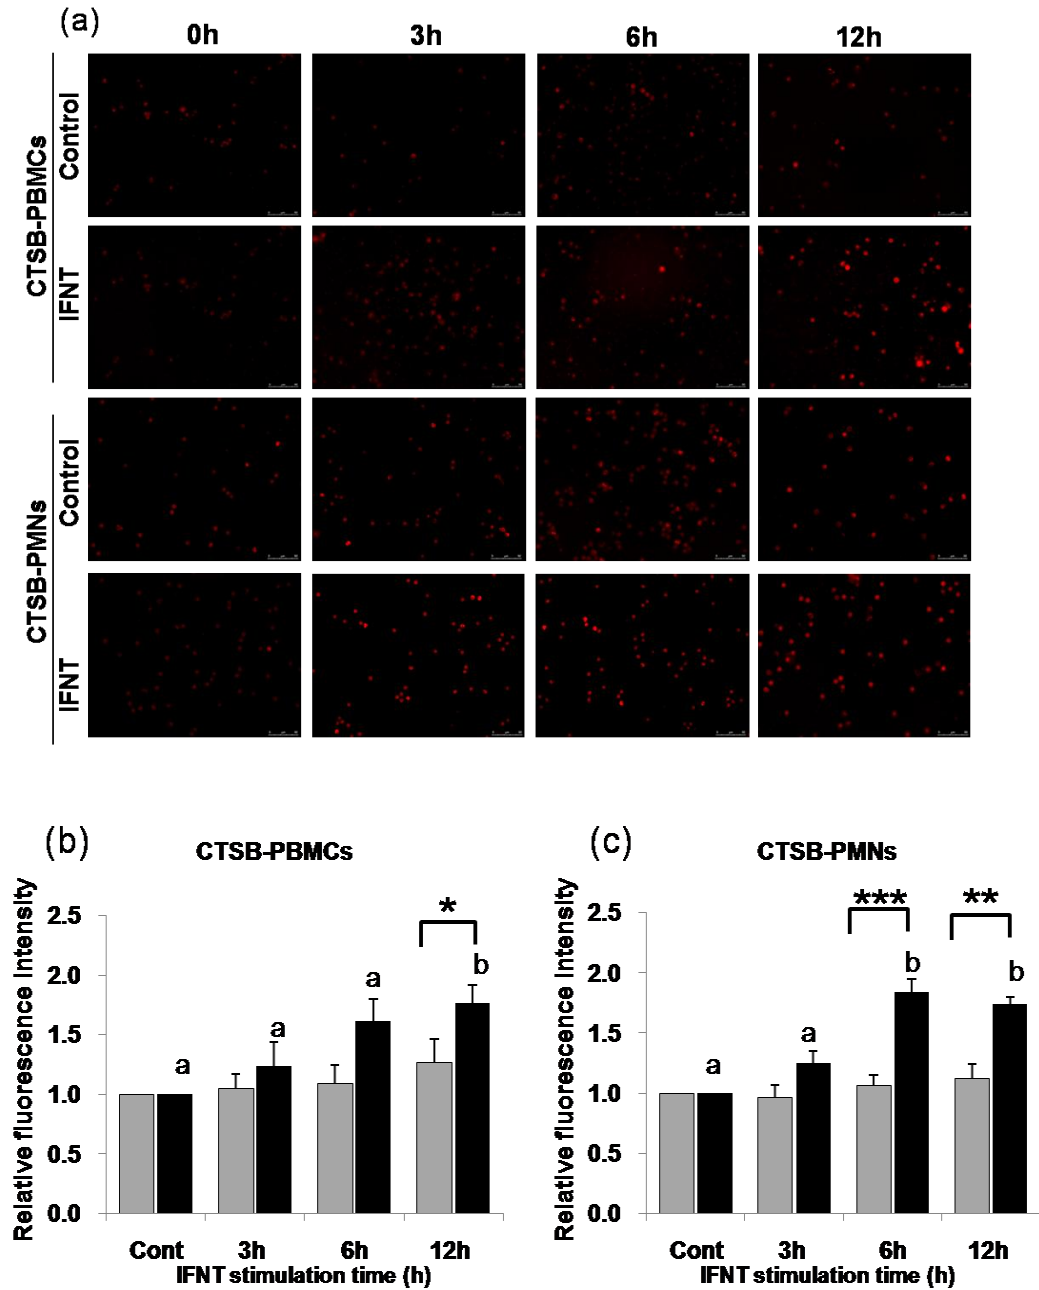 (a)
0h 3h 6h 12h
CTSB-PBMCs
Control
IFNT
CTSB-PMNs
Control
IFNT
(b)
CTSB-PBMCs
Relative fluorescence Intensity
2.5
2.0
1.5
1.0
0.5
0.0
a
a
a
b
*
Cont 3h 6h 12h
IFNT stimulation time (h)
(c)
CTSB-PMNs
Relative fluorescence Intensity
2.5
2.0
1.5
1.0
0.5
0.0
a
a
b
b
***
**
Cont 3h 6h 12h
IFNT stimulation time (h)